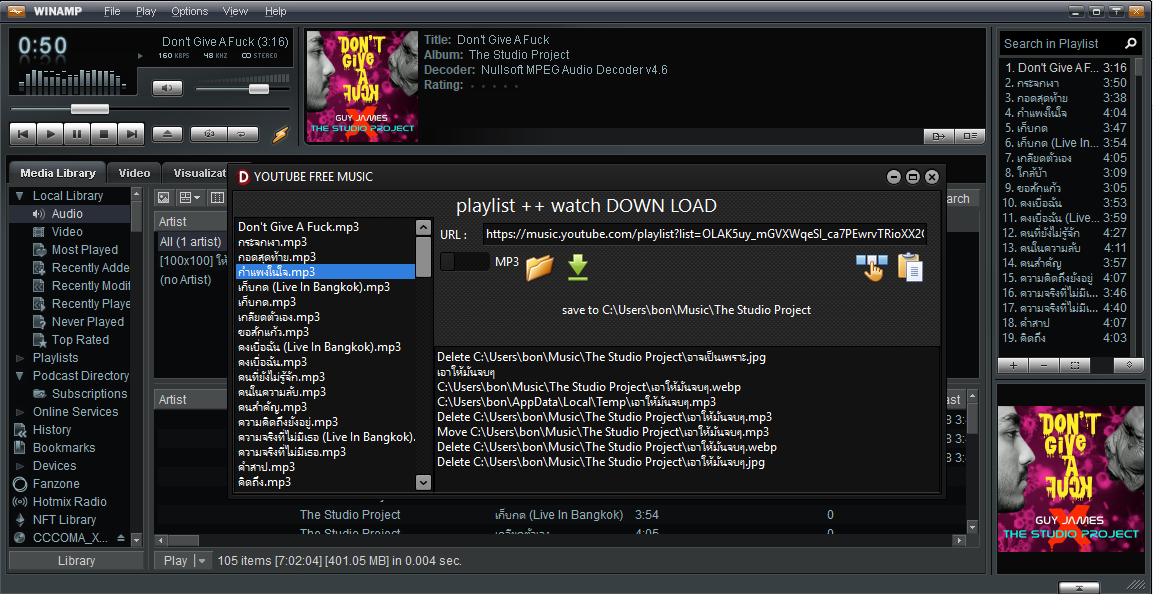 WINAMP File Play Options View Help
0:50
Don't Give A Fuck (3:16)
160 KBPS 48 KHZ STEREO
DON'T
GIVE
A
FUCK
GUY JAMES
THE STUDIO PROJECT
Title: Don't Give A Fuck
Album: The Studio Project
Decoder: Nullsoft MPEG Audio Decoder v4.6
Rating:
Search in Playlist
1. Don't Give A F... 3:16
2. กระจกเงา 3:50
3. กอดสุดท้าย 3:38
4. กำแพงในใจ 4:04
5. เก็บกด 3:47
6. เก็บกด (Live In... 3:54
7. เกลียดตัวเอง 4:05
8. ใกล้บ้า 3:09
9. ขอสักแก้ว 3:05
10. คงเบื่อฉัน 3:53
11. คงเบื่อฉัน (Live... 3:59
12. คนที่ยังไม่รู้จัก 4:27
13. คนในความลับ 4:11
14. คนสำคัญ 3:57
15. ความคิดถึงยังอยู่ 4:07
16. ความจริงที่ไม่มีเ... 3:46
17. ความจริงที่ไม่มีเ... 4:40
18. คำสาป 4:07
19. คิดถึง 4:03
Media Library Video Visualizat
Local Library
Audio
Video
Most Played
Recently Adde
Recently Modif
Recently Playe
Never Played
Top Rated
Playlists
Podcast Directory
Subscriptions
Online Services
History
Bookmarks
Devices
Fanzone
Hotmix Radio
NFT Library
CCCOMA_X...
Library
arch
Artist
All (1 artist)
[100x100] ให้
(no Artist)
Artist
ast
D YOUTUBE FREE MUSIC
playlist ++ watch DOWN LOAD
URL : https://music.youtube.com/playlist?list=OLAK5uy_mGVXWqeSl_ca7PEwrvTRioXX2
MP3
save to C:\Users\bon\Music\The Studio Project
Don't Give A Fuck.mp3
กระจกเงา.mp3
กอดสุดท้าย.mp3
กำแพงในใจ.mp3
เก็บกด (Live In Bangkok).mp3
เก็บกด.mp3
เกลียดตัวเอง.mp3
ขอสักแก้ว.mp3
คงเบื่อฉัน (Live In Bangkok).mp3
คงเบื่อฉัน.mp3
คนที่ยังไม่รู้จัก.mp3
คนในความลับ.mp3
คนสำคัญ.mp3
ความคิดถึงยังอยู่.mp3
ความจริงที่ไม่มีเธอ (Live In Bangkok).
ความจริงที่ไม่มีเธอ.mp3
คำสาป.mp3
คิดถึง.mp3
Delete C:\Users\bon\Music\The Studio Project\อาจเป็นเพราะ.jpg
เอาให้มันจบๆ
C:\Users\bon\Music\The Studio Project\เอาให้มันจบๆ.webp
C:\Users\bon\AppData\Local\Temp\เอาให้มันจบๆ.mp3
Delete C:\Users\bon\Music\The Studio Project\เอาให้มันจบๆ.mp3
Move C:\Users\bon\Music\The Studio Project\เอาให้มันจบๆ.mp3
Delete C:\Users\bon\Music\The Studio Project\เอาให้มันจบๆ.webp
Delete C:\Users\bon\Music\The Studio Project\เอาให้มันจบๆ.jpg
The Studio Project เก็บกด (Live In Bangkok) 3:54 0
The Studio Project เกลียดตัวเอง 4:05 0
Play 105 items [7:02:04] [401.05 MB] in 0.004 sec.
DON'T
GIVE
A
FUCK
GUY JAMES
THE STUDIO PROJECT